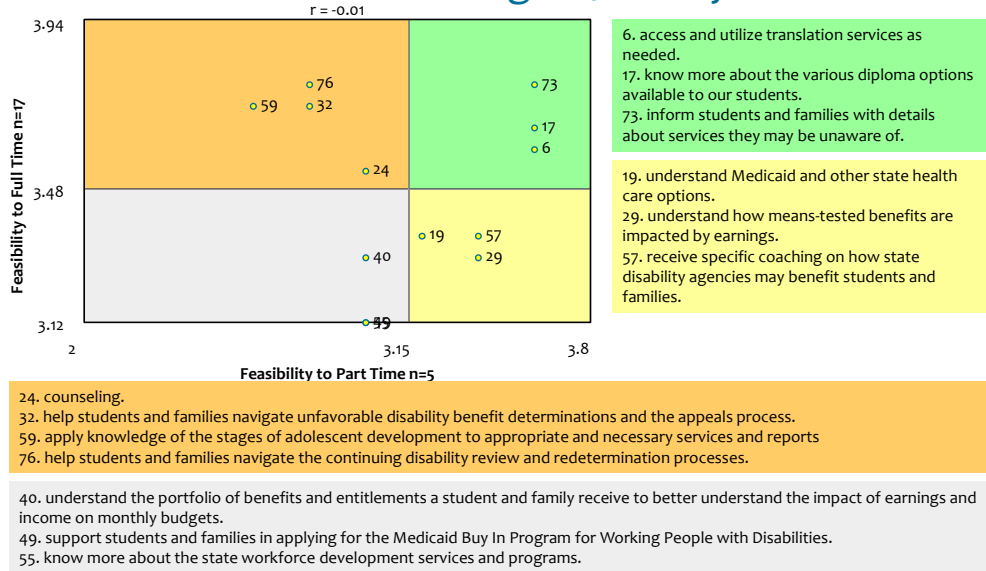 r = -0.01
3.94
3.48
3.12
Feasibility to Full Time n=17
76
59
32
24
73
17
6
40
19
57
29
49
2
3.15
3.8
Feasibility to Part Time n=5
6. access and utilize translation services as
needed.
17. know more about the various diploma options
available to our students.
73. inform students and families with details
about services they may be unaware of.
19. understand Medicaid and other state health
care options.
29. understand how means-tested benefits are
impacted by earnings.
57. receive specific coaching on how state
disability agencies may benefit students and
families.
24. counseling.
32. help students and families navigate unfavorable disability benefit determinations and the appeals process.
59. apply knowledge of the stages of adolescent development to appropriate and necessary services and reports
76. help students and families navigate the continuing disability review and redetermination processes.
40. understand the portfolio of benefits and entitlements a student and family receive to better understand the impact of earnings and
income on monthly budgets.
49. support students and families in applying for the Medicaid Buy In Program for Working People with Disabilities.
55. know more about the state workforce development services and programs.